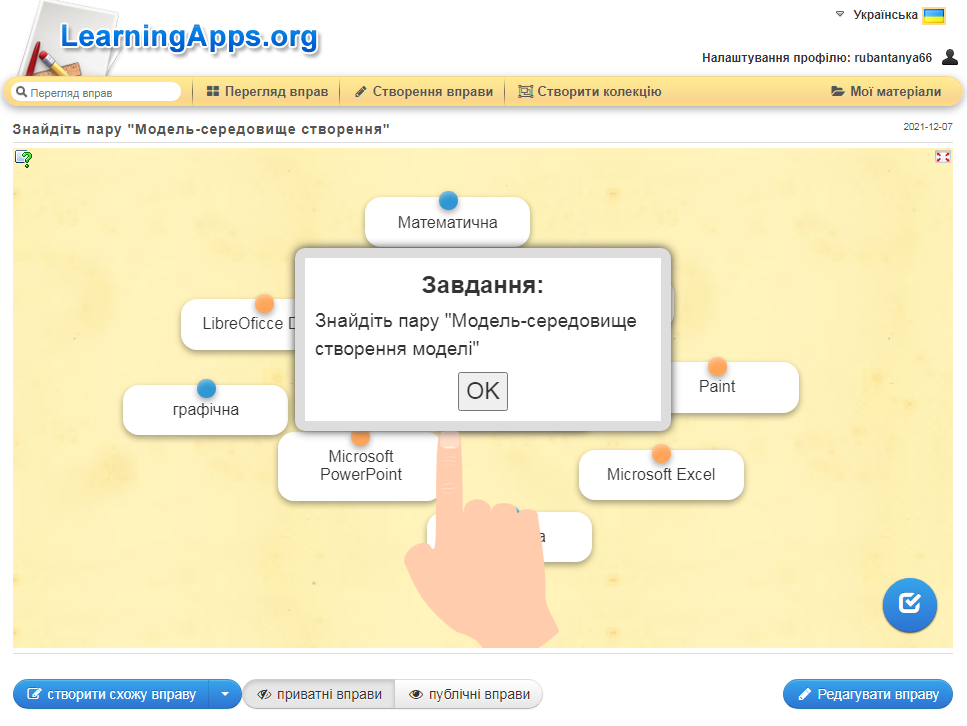 LearningApps.org
Українська
Налаштування профілю: rubantanya66
Перегляд вправ
Перегляд вправ
Створення вправи
Створити колекцію
Мої матеріали
Знайдіть пару "Модель-середовище створення"
2021-12-07
Математична
Завдання:
Знайдіть пару "Модель-середовище
створення моделі"
OK
LibreOficce
Paint
графічна
Microsoft
PowerPoint
Microsoft Excel
створити схожу вправу
приватні вправи
публічні вправи
Редагувати вправу